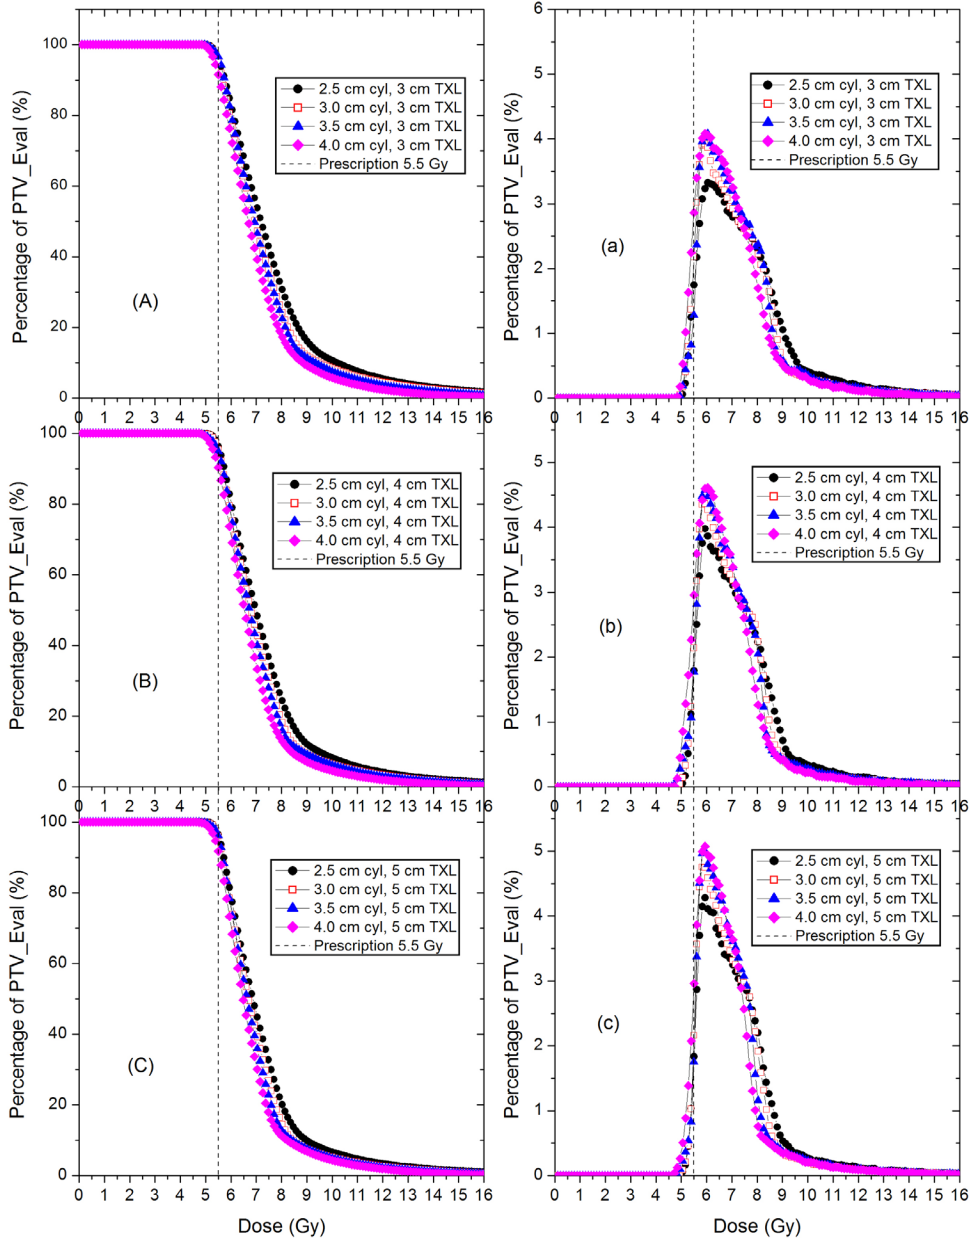 Percentage of PTV_Eval (%)
100
80
60
40
20
0
2.5 cm cyl, 3 cm TXL
3.0 cm cyl, 3 cm TXL
3.5 cm cyl, 3 cm TXL
4.0 cm cyl, 3 cm TXL
Prescription 5.5 Gy
(A)
0 1 2 3 4 5 6 7 8 9 10 11 12 13 14 15 16
Percentage of PTV_Eval (%)
6
5
4
3
2
1
0
2.5 cm cyl, 3 cm TXL
3.0 cm cyl, 3 cm TXL
3.5 cm cyl, 3 cm TXL
4.0 cm cyl, 3 cm TXL
Prescription 5.5 Gy
(a)
0 1 2 3 4 5 6 7 8 9 10 11 12 13 14 15 16
Percentage of PTV_Eval (%)
100
80
60
40
20
0
2.5 cm cyl, 4 cm TXL
3.0 cm cyl, 4 cm TXL
3.5 cm cyl, 4 cm TXL
4.0 cm cyl, 4 cm TXL
Prescription 5.5 Gy
(B)
0 1 2 3 4 5 6 7 8 9 10 11 12 13 14 15 16
Percentage of PTV_Eval (%)
5
4
3
2
1
0
2.5 cm cyl, 4 cm TXL
3.0 cm cyl, 4 cm TXL
3.5 cm cyl, 4 cm TXL
4.0 cm cyl, 4 cm TXL
Prescription 5.5 Gy
(b)
0 1 2 3 4 5 6 7 8 9 10 11 12 13 14 15 16
Percentage of PTV_Eval (%)
100
80
60
40
20
0
2.5 cm cyl, 5 cm TXL
3.0 cm cyl, 5 cm TXL
3.5 cm cyl, 5 cm TXL
4.0 cm cyl, 5 cm TXL
Prescription 5.5 Gy
(C)
0 1 2 3 4 5 6 7 8 9 10 11 12 13 14 15 16
Dose (Gy)
Percentage of PTV_Eval (%)
5
4
3
2
1
0
2.5 cm cyl, 5 cm TXL
3.0 cm cyl, 5 cm TXL
3.5 cm cyl, 5 cm TXL
4.0 cm cyl, 5 cm TXL
Prescription 5.5 Gy
(c)
0 1 2 3 4 5 6 7 8 9 10 11 12 13 14 15 16
Dose (Gy)